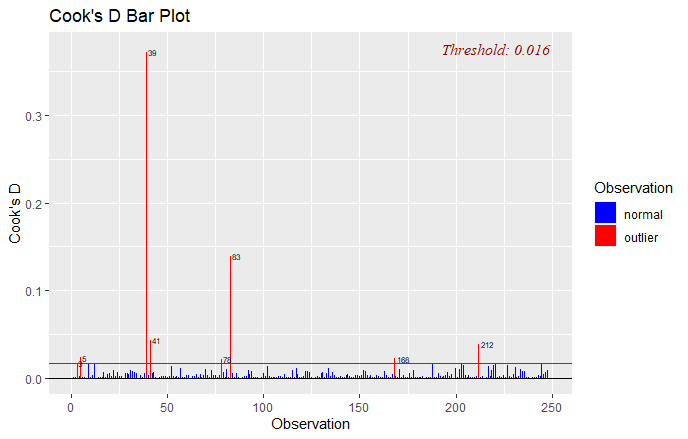 Cook's D Bar Plot
Threshold: 0.016
39
83
41
212
5
3
78
168
0.3
0.2
0.1
0.0
Cook's D
0
50
100
150
200
250
Observation
Observation
normal
outlier